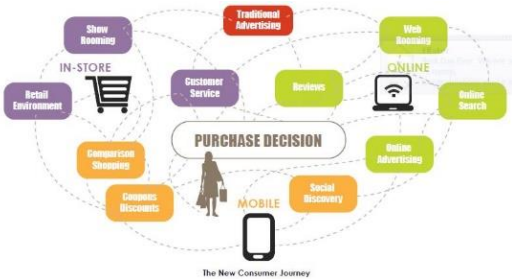 Traditional
Advertising
Show
Rooming
Web
Rooming
IN-STORE
ONLINE
Retail
Environment
Customer
Service
Reviews
Online
Search
PURCHASE DECISION
Comparison
Shopping
Online
Advertising
Coupons
Discounts
Social
Discovery
MOBILE
The New Consumer Journey